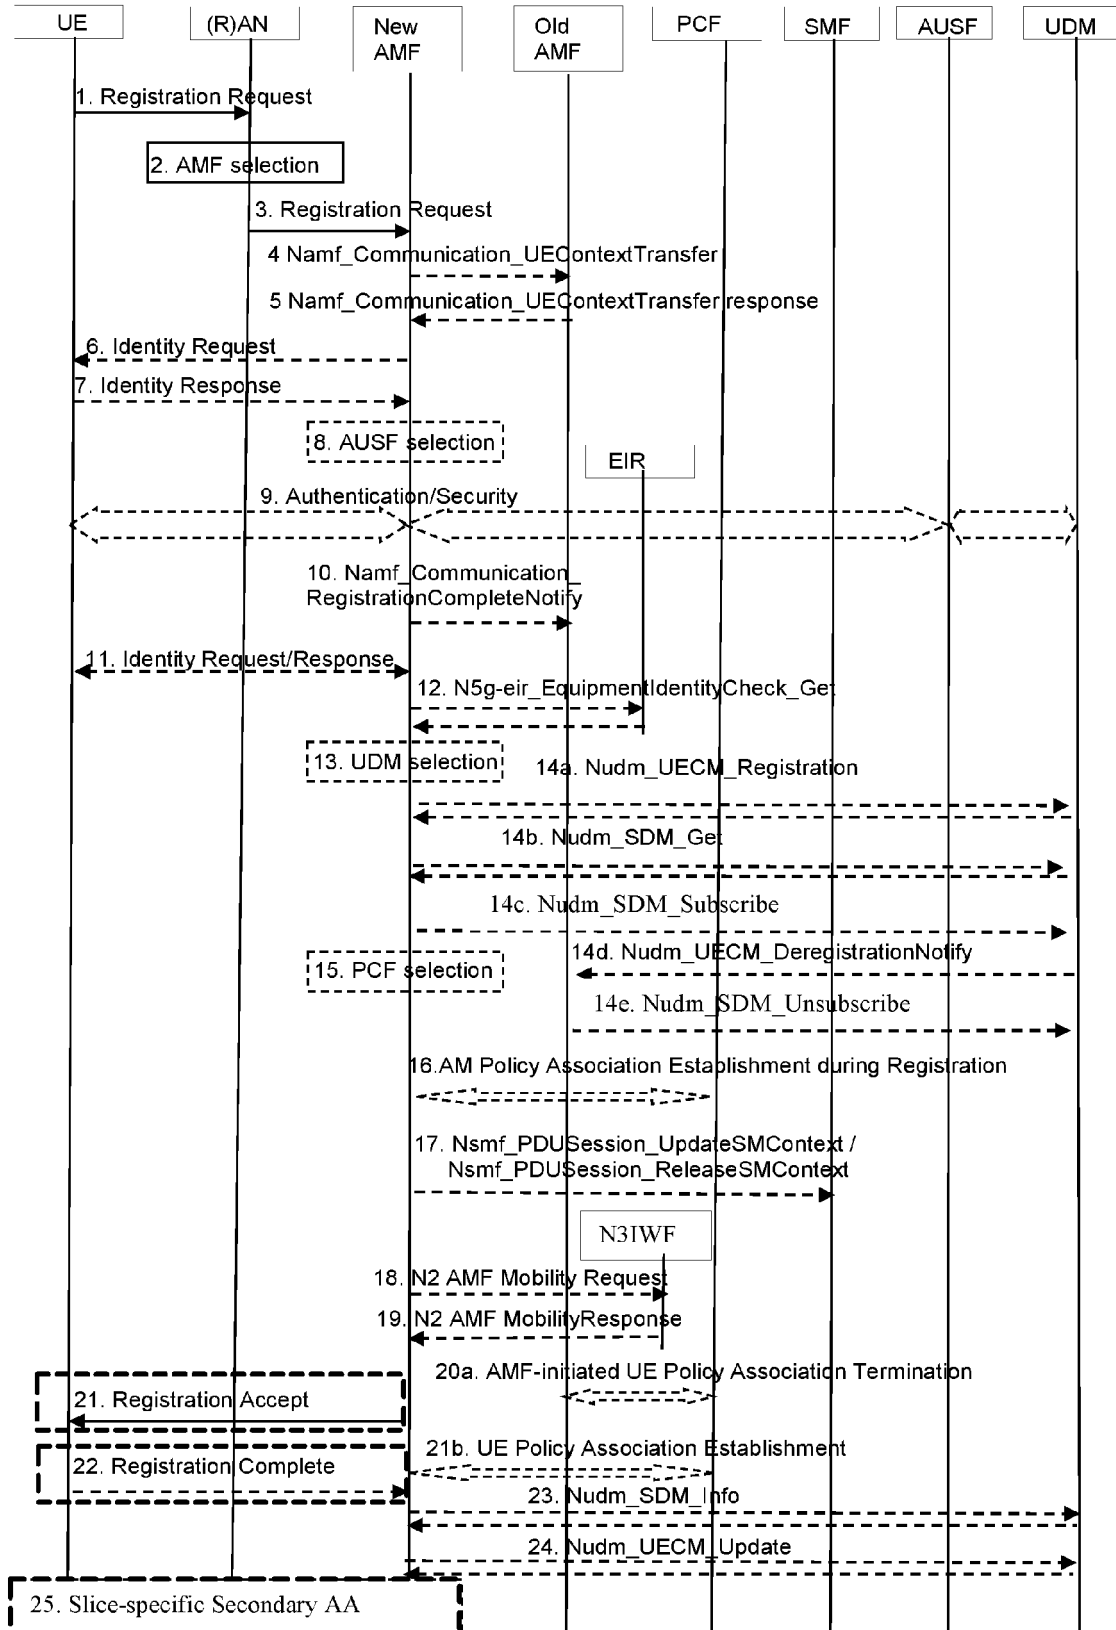 UE
(R)AN
New
AMF
Old
AMF
PCF
SMF
AUSF
UDM
1. Registration Request
2. AMF selection
3. Registration Request
4 Namf_Communication_UEContextTransfer
5 Namf_Communication_UEContextTransfer response
6. Identity Request
7. Identity Response
8. AUSF selection
EIR
9. Authentication/Security
10. Namf_Communication_
RegistrationCompleteNotify
11. Identity Request/Response
12. N5g-eir_EquipmentIdentityCheck_Get
13. UDM selection
14a. Nudm_UECM_Registration
14b. Nudm_SDM_Get
14c. Nudm_SDM_Subscribe
14d. Nudm_UECM_DeregistrationNotify
15. PCF selection
14e. Nudm_SDM_Unsubscribe
16.AM Policy Association Establishment during Registration
17. Nsmf_PDUSession_UpdateSMContext /
Nsmf_PDUSession_ReleaseSMContext
N3IWF
18. N2 AMF Mobility Request
19. N2 AMF MobilityResponse
20a. AMF-initiated UE Policy Association Termination
21. Registration Accept
21b. UE Policy Association Establishment
22. Registration Complete
23. Nudm_SDM_Info
24. Nudm_UECM_Update
25. Slice-specific Secondary AA